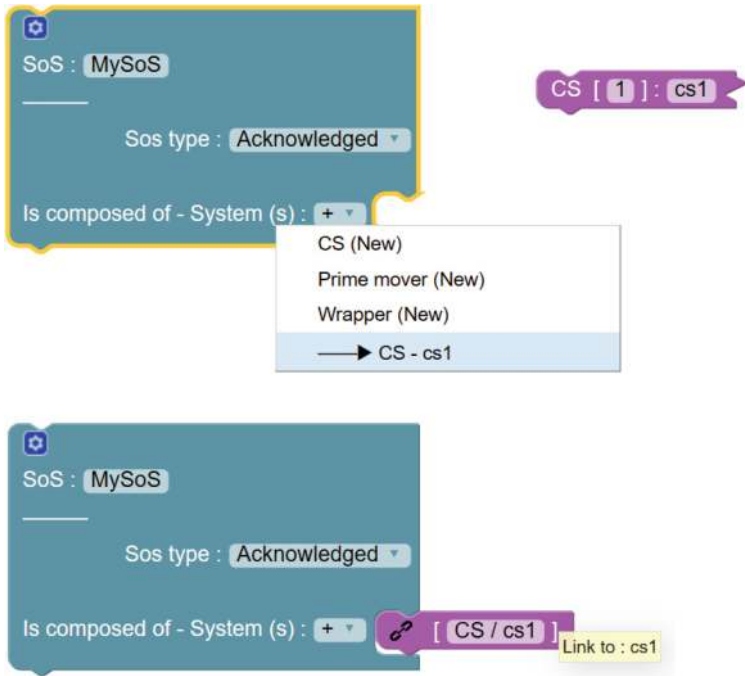 SoS : MySoS
CS [ 1 ] : cs1
Sos type : Acknowledged
Is composed of - System (s) : +
CS (New)
Prime mover (New)
Wrapper (New)
CS - cs1
SoS : MySoS
Sos type : Acknowledged
Is composed of - System (s) : + [ CS / cs1 ]
Link to : cs1